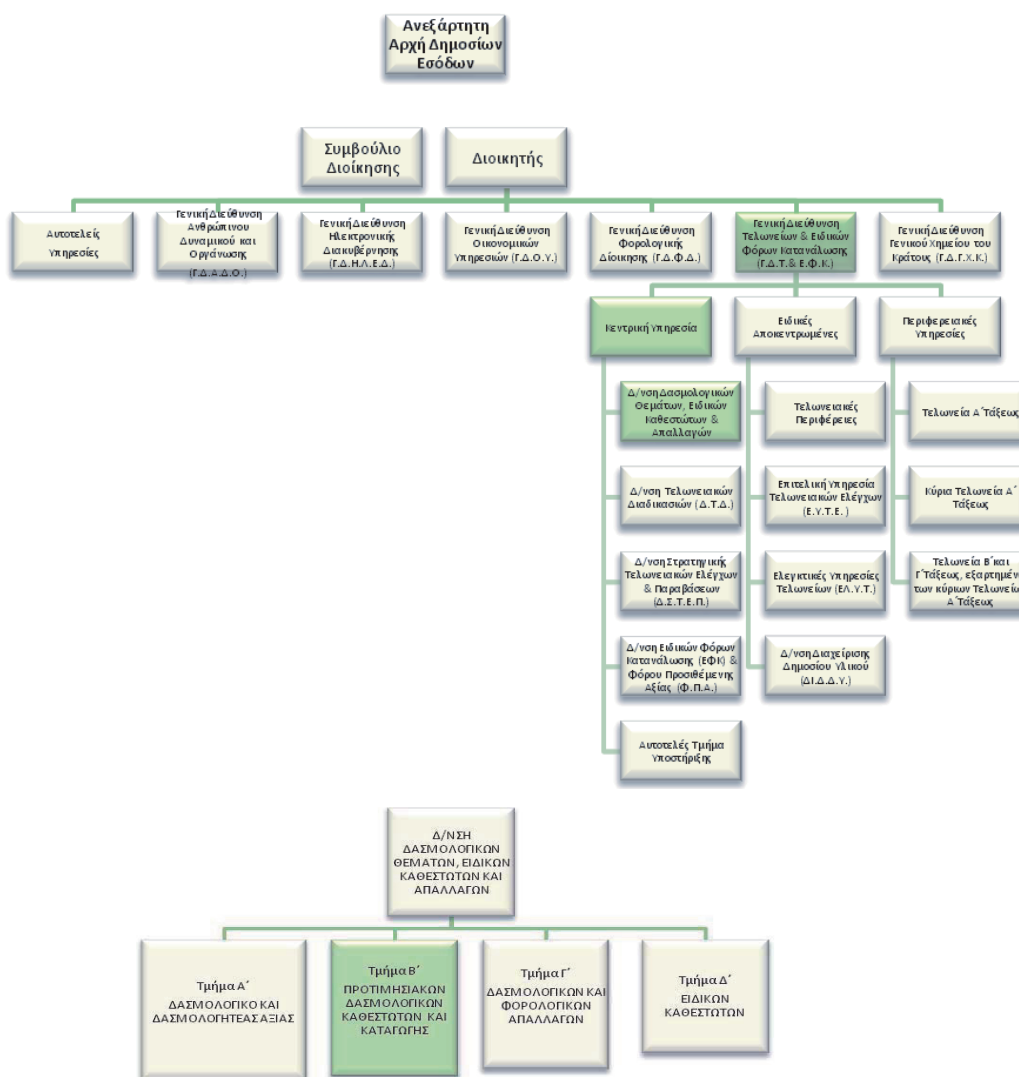 Ανεξάρτητη
Αρχή Δημοσίων
Εσόδων
Συμβούλιο
Διοίκησης
Διοικητής
Αυτοτελείς
Υπηρεσίες
Γενική Διεύθυνση
Ανθρώπινου
Δυναμικού και
Οργάνωσης
(Γ.Δ.Α.Δ.Ο.)
Γενική Διεύθυνση
Ηλεκτρονικής
Διακυβέρνησης
(Γ.Δ.Η.Λ.Ε.Δ.)
Γενική Διεύθυνση
Οικονομικών
Υπηρεσιών (Γ.Δ.Ο.Υ.)
Γενική Διεύθυνση
Φορολογικής
Δίοικησης (Γ.Δ.Φ.Δ.)
Γενική Διεύθυνση
Τελωνείων & Ειδικών
Φόρων Κατανάλωσης
(Γ.Δ.Τ.& Ε.Φ.Κ.)
Γενική Διεύθυνση
Γενικού Χημείου του
Κράτους (Γ.Δ.Γ.Χ.Κ.)
Κεντρική Υπηρεσία
Ειδικές
Αποκεντρωμένες
Περιφερειακές
Υπηρεσίες
Δ/νση Δασμολογικών
Θεμάτων, Ειδικών
Καθεστώτων &
Απαλλαγών
Τελωνειακές
Περιφέρειες
Τελωνεία Α΄Τάξεως
Δ/νση Τελωνειακών
Διαδικασιών (Δ.Τ.Δ.)
Επιτελική Υπηρεσία
Τελωνειακών Ελέγχων
(Ε.Υ.Τ.Ε. )
Κύρια Τελωνεία Α΄
Τάξεως
Δ/νση Στρατηγικής
Τελωνειακών Ελέγχων
& Παραβάσεων
(Δ.Σ.Τ.Ε.Π.)
Ελεγκτικές Υπηρεσίες
Τελωνείων (ΕΛ.Υ.Τ.)
Τελωνεία Β΄και
Γ΄Τάξεως, εξαρτημένα
των κύριων Τελωνείων
Α΄Τάξεως
Δ/νση Ειδικών Φόρων
Κατανάλωσης (ΕΦΚ) &
Φόρου Προσιθέμενης
Αξίας (Φ.Π.Α.)
Δ/νση Διαχείρισης
Δημοσίου Υλικού
(ΔΙ.Δ.Δ.Υ.)
Αυτοτελές Τμήμα
Υποστήριξης
Δ/ΝΣΗ
ΔΑΣΜΟΛΟΓΙΚΩΝ
ΘΕΜΑΤΩΝ, ΕΙΔΙΚΩΝ
ΚΑΘΕΣΤΩΤΩΝ ΚΑΙ
ΑΠΑΛΛΑΓΩΝ
Τμήμα Α΄
ΔΑΣΜΟΛΟΓΙΚΟ ΚΑΙ
ΔΑΣΜΟΛΟΓΗΤΕΑΣ ΑΞΙΑΣ
Τμήμα Β΄
ΠΡΟΤΙΜΗΣΙΑΚΩΝ
ΔΑΣΜΟΛΟΓΙΚΩΝ
ΚΑΘΕΣΤΩΤΩΝ ΚΑΙ
ΚΑΤΑΓΩΓΗΣ
Τμήμα Γ΄
ΔΑΣΜΟΛΟΓΙΚΩΝ ΚΑΙ
ΦΟΡΟΛΟΓΙΚΩΝ
ΑΠΑΛΛΑΓΩΝ
Τμήμα Δ΄
ΕΙΔΙΚΩΝ
ΚΑΘΕΣΤΩΤΩΝ